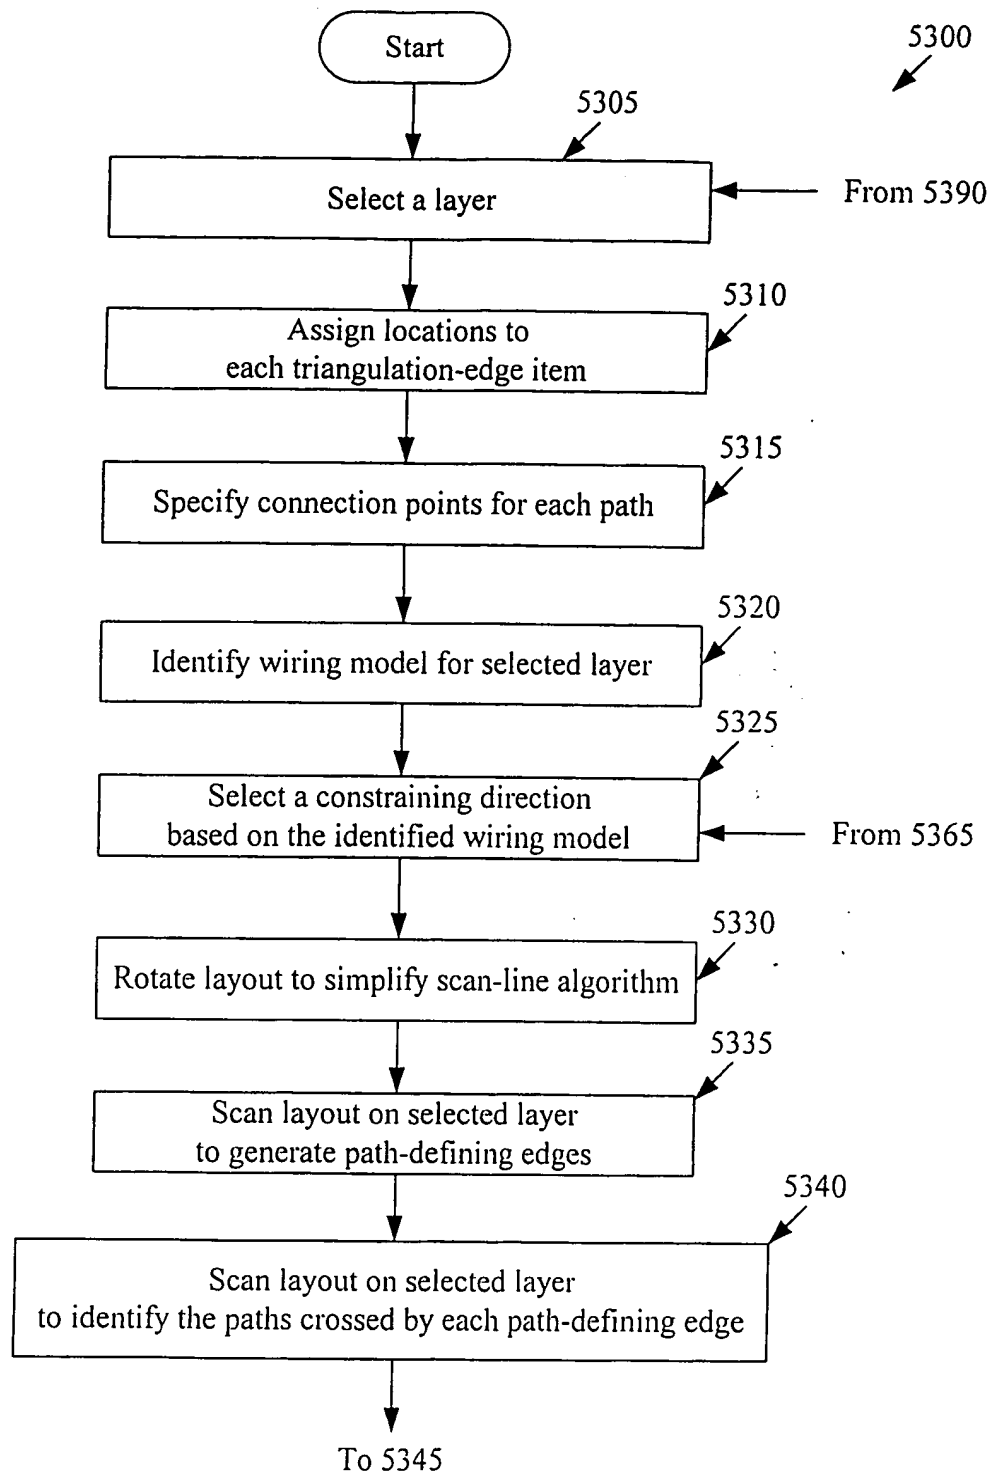 Start
5300
5305
Select a layer
From 5390
5310
Assign locations to
each triangulation-edge item
5315
Specify connection points for each path
5320
Identify wiring model for selected layer
5325
Select a constraining direction
based on the identified wiring model
From 5365
5330
Rotate layout to simplify scan-line algorithm
5335
Scan layout on selected layer
to generate path-defining edges
5340
Scan layout on selected layer
to identify the paths crossed by each path-defining edge
To 5345